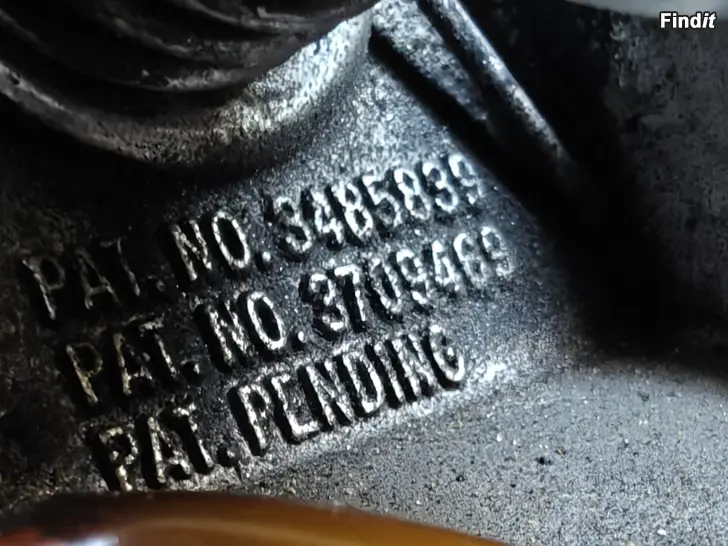 Findit
PAT. NO. 3485839
PAT. NO. 3709469
PAT. PENDING